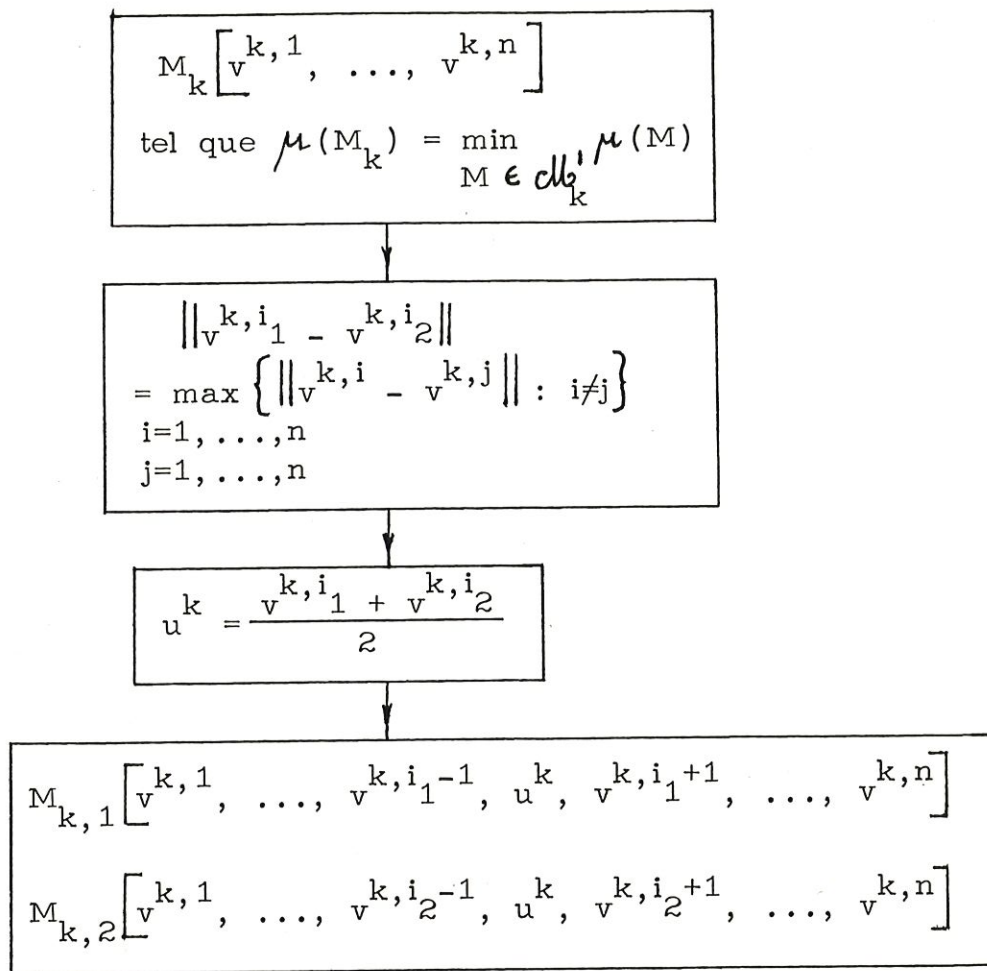 M_k [v^{k,1}, ..., v^{k,n}]
tel que μ(M_k) = min μ(M)
M ∈ ℳ'_k
‖v^{k,i_1} - v^{k,i_2}‖
= max {‖v^{k,i} - v^{k,j}‖ : i≠j}
i=1,...,n
j=1,...,n
u^k = (v^{k,i_1} + v^{k,i_2}) / 2
M_{k,1} [v^{k,1}, ..., v^{k,i_1-1}, u^k, v^{k,i_1+1}, ..., v^{k,n}]
M_{k,2} [v^{k,1}, ..., v^{k,i_2-1}, u^k, v^{k,i_2+1}, ..., v^{k,n}]